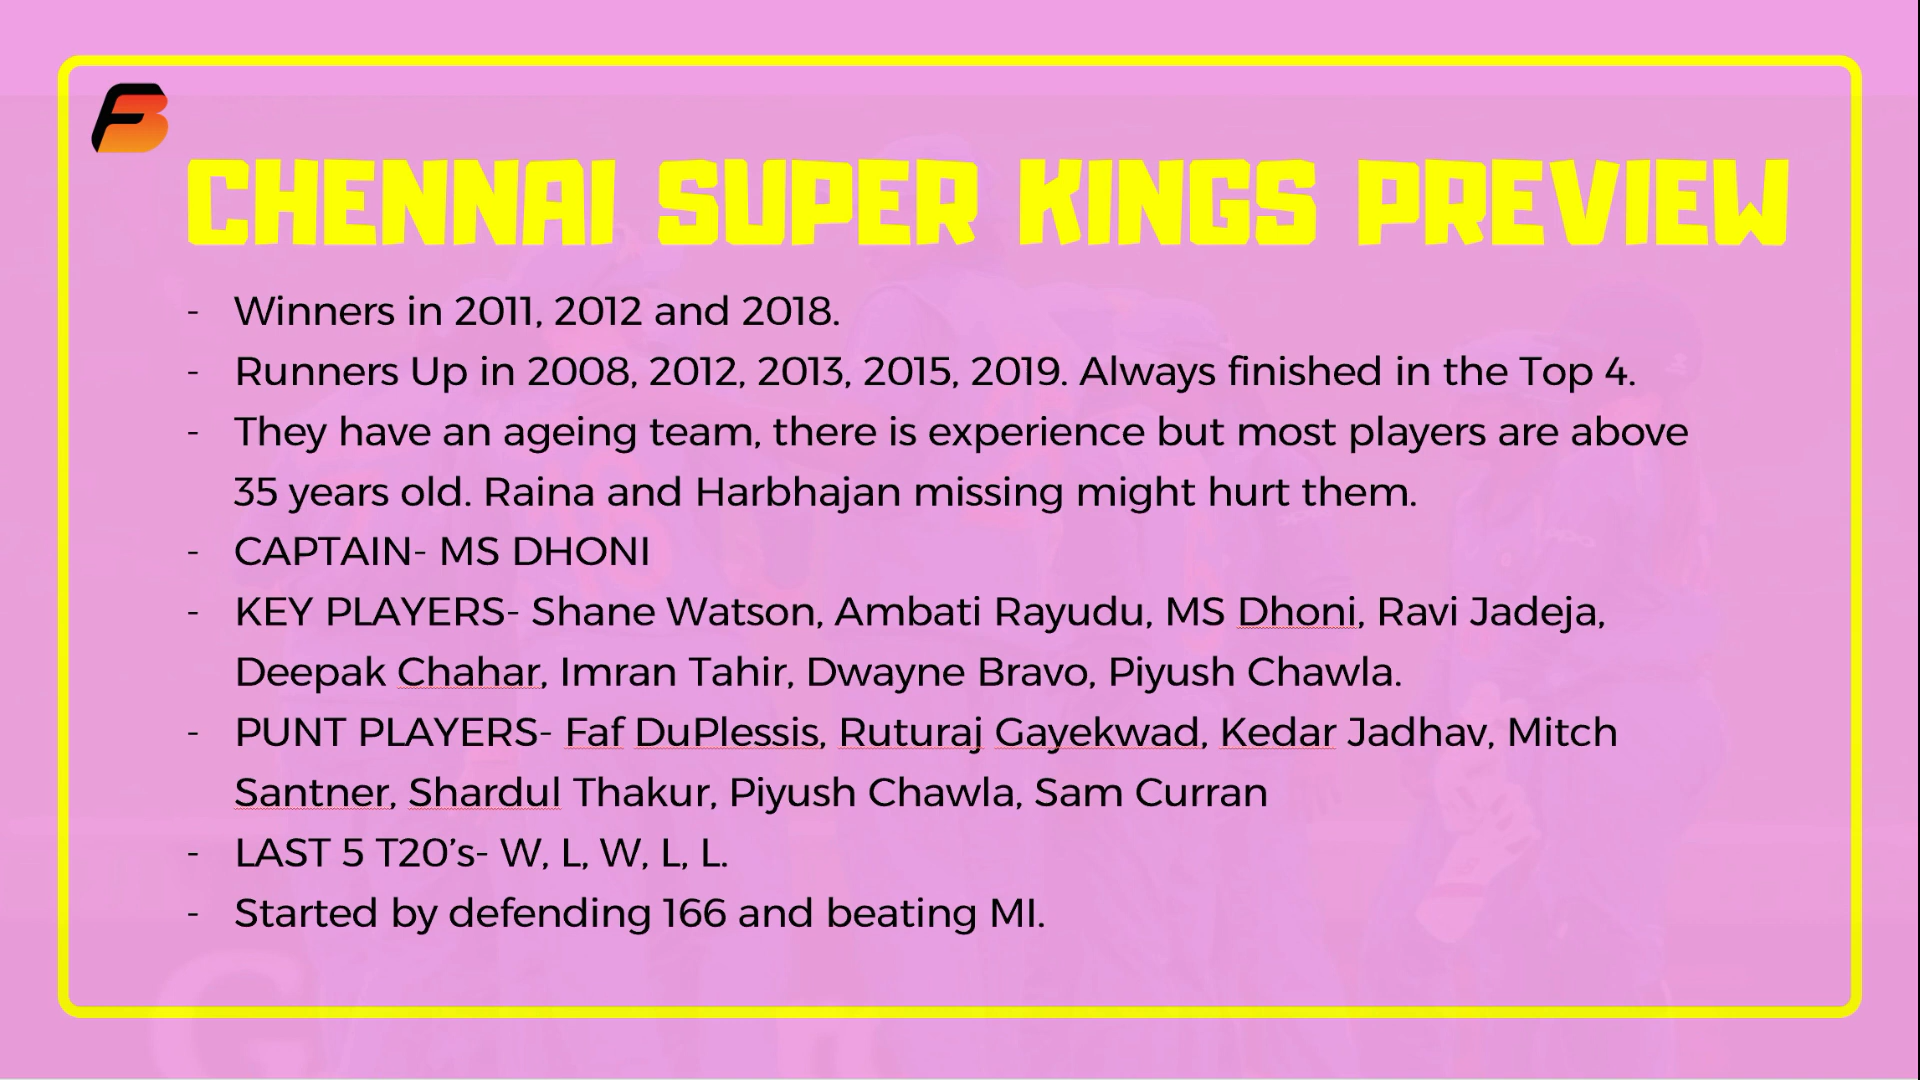 FB
CHENNAI SUPER KINGS PREVIEW
- Winners in 2011, 2012 and 2018.
- Runners Up in 2008, 2012, 2013, 2015, 2019. Always finished in the Top 4.
- They have an ageing team, there is experience but most players are above
35 years old. Raina and Harbhajan missing might hurt them.
- CAPTAIN- MS DHONI
- KEY PLAYERS- Shane Watson, Ambati Rayudu, MS Dhoni, Ravi Jadeja,
Deepak Chahar, Imran Tahir, Dwayne Bravo, Piyush Chawla.
- PUNT PLAYERS- Faf DuPlessis, Ruturaj Gayekwad, Kedar Jadhav, Mitch
Santner, Shardul Thakur, Piyush Chawla, Sam Curran
- LAST 5 T20’s- W, L, W, L, L.
- Started by defending 166 and beating MI.